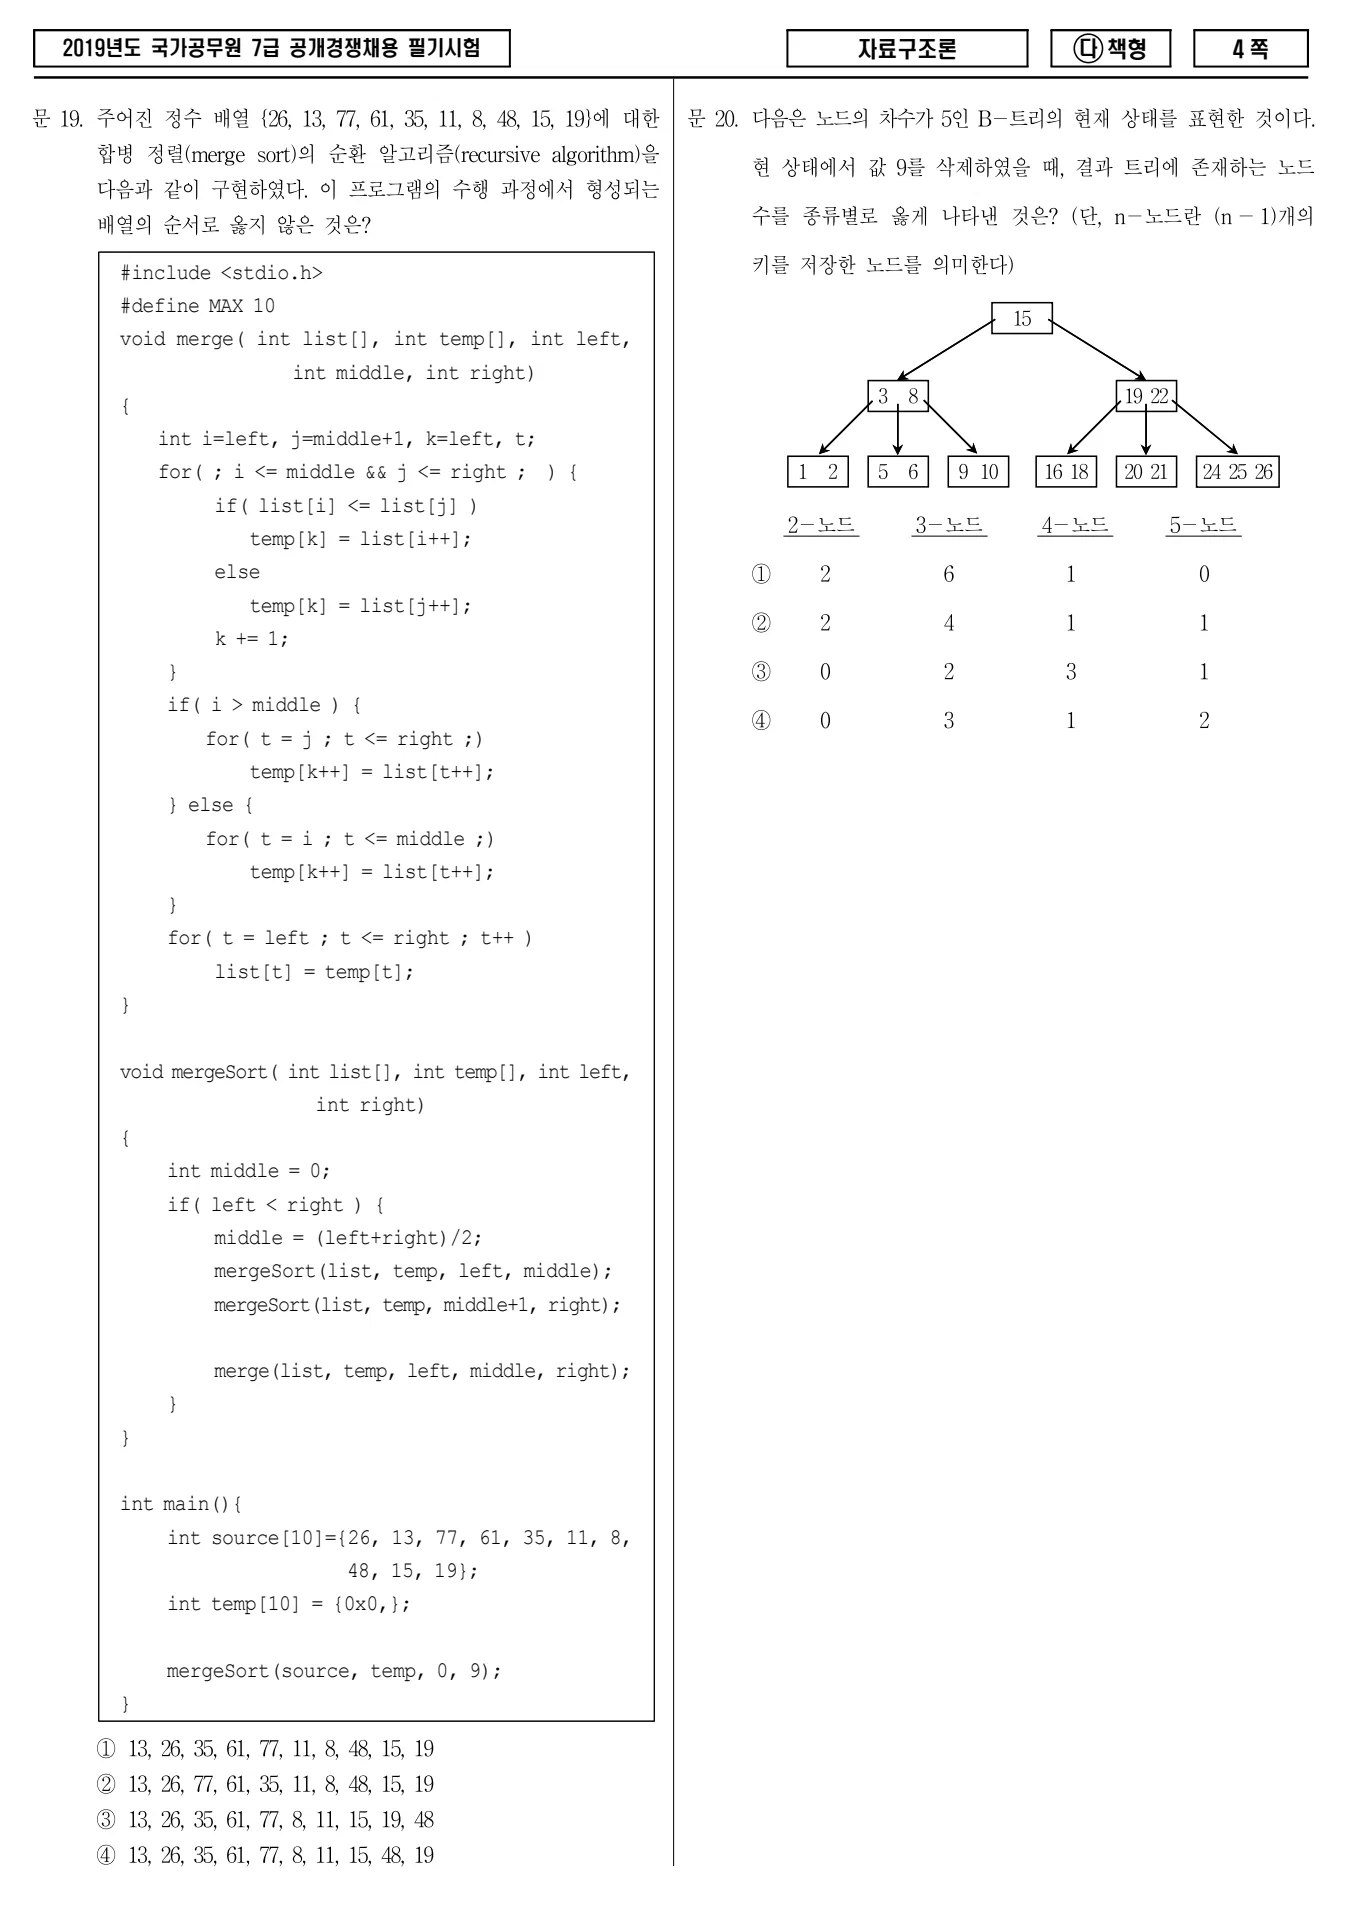 2019년도 국가공무원 7급 공개경쟁채용 필기시험
자료구조론
㉰ 책형
4 쪽
문 19. 주어진 정수 배열 {26, 13, 77, 61, 35, 11, 8, 48, 15, 19}에 대한
합병 정렬(merge sort)의 순환 알고리즘(recursive algorithm)을
다음과 같이 구현하였다. 이 프로그램의 수행 과정에서 형성되는
배열의 순서로 옳지 않은 것은?
#include <stdio.h>
#define MAX 10
void merge( int list[], int temp[], int left,
int middle, int right)
{
int i=left, j=middle+1, k=left, t;
for( ; i <= middle && j <= right ;  ) {
if( list[i] <= list[j] )
temp[k] = list[i++];
else
temp[k] = list[j++];
k += 1;
}
if( i > middle ) {
for( t = j ; t <= right ;)
temp[k++] = list[t++];
} else {
for( t = i ; t <= middle ;)
temp[k++] = list[t++];
}
for( t = left ; t <= right ; t++ )
list[t] = temp[t];
}
void mergeSort( int list[], int temp[], int left,
int right)
{
int middle = 0;
if( left < right ) {
middle = (left+right)/2;
mergeSort(list, temp, left, middle);
mergeSort(list, temp, middle+1, right);
merge(list, temp, left, middle, right);
}
}
int main(){
int source[10]={26, 13, 77, 61, 35, 11, 8,
48, 15, 19};
int temp[10] = {0x0,};
mergeSort(source, temp, 0, 9);
}
① 13, 26, 35, 61, 77, 11, 8, 48, 15, 19
② 13, 26, 77, 61, 35, 11, 8, 48, 15, 19
③ 13, 26, 35, 61, 77, 8, 11, 15, 19, 48
④ 13, 26, 35, 61, 77, 8, 11, 15, 48, 19
문 20. 다음은 노드의 차수가 5인 B-트리의 현재 상태를 표현한 것이다.
현 상태에서 값 9를 삭제하였을 때, 결과 트리에 존재하는 노드
수를 종류별로 옳게 나타낸 것은? (단, n-노드란 (n - 1)개의
키를 저장한 노드를 의미한다)
15
3 8 19 22
1 2 5 6 9 10 16 18 20 21 24 25 26
2-노드 3-노드 4-노드 5-노드
① 2 6 1 0
② 2 4 1 1
③ 0 2 3 1
④ 0 3 1 2